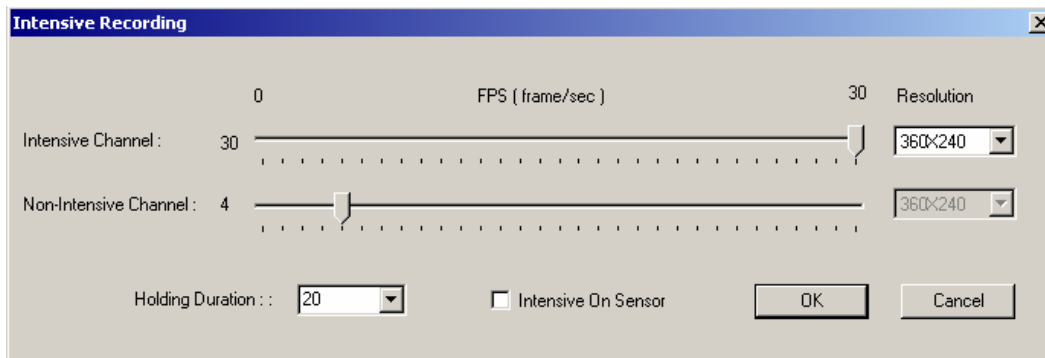 Intensive Recording
0 FPS ( frame/sec ) 30 Resolution
Intensive Channel : 30 360X240
Non-Intensive Channel : 4 360X240
Holding Duration : : 20 Intensive On Sensor OK Cancel